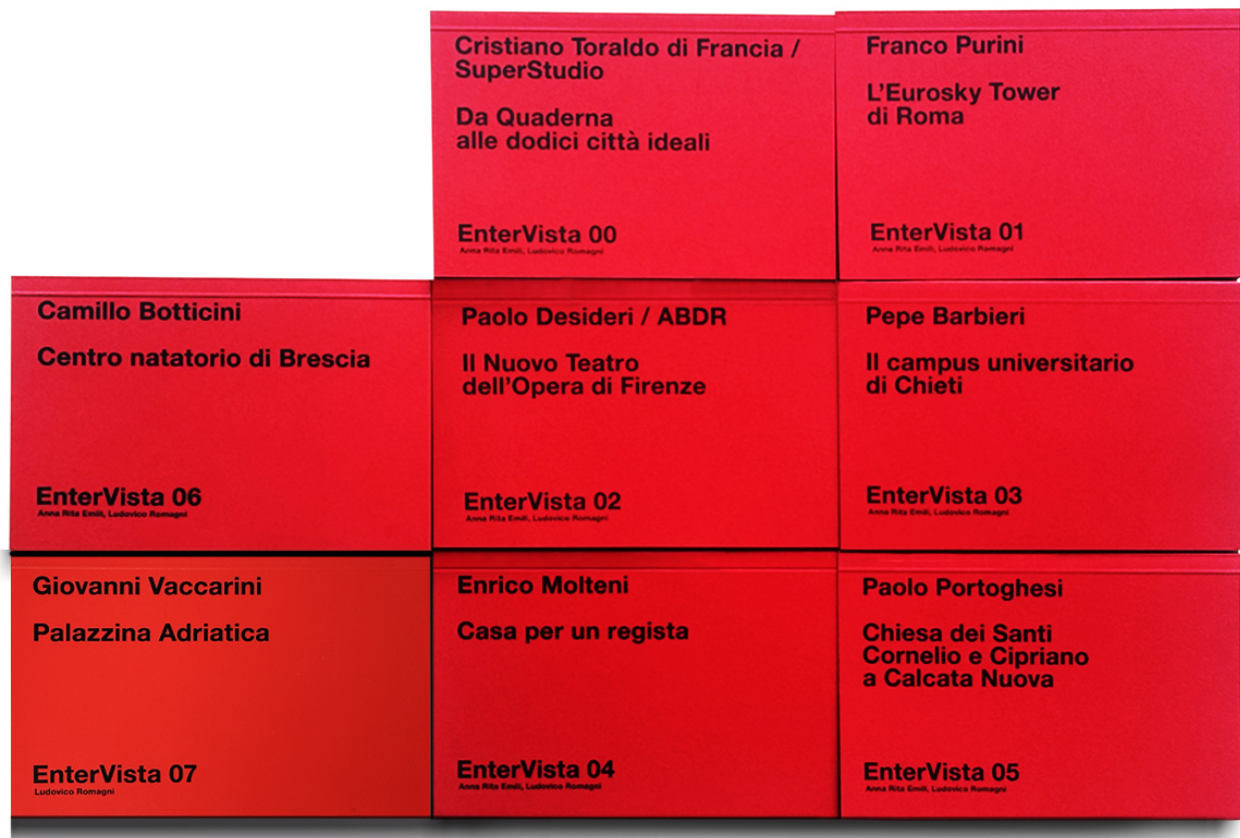 Cristiano Toraldo di Francia /
SuperStudio
Da Quaderna
alle dodici città ideali
EnterVista 00
Anna Rita Emili, Ludovico Romagni
Franco Purini
L'Eurosky Tower
di Roma
EnterVista 01
Anna Rita Emili, Ludovico Romagni
Camillo Botticini
Centro natatorio di Brescia
EnterVista 06
Anna Rita Emili, Ludovico Romagni
Paolo Desideri / ABDR
Il Nuovo Teatro
dell'Opera di Firenze
EnterVista 02
Anna Rita Emili, Ludovico Romagni
Pepe Barbieri
Il campus universitario
di Chieti
EnterVista 03
Anna Rita Emili, Ludovico Romagni
Giovanni Vaccarini
Palazzina Adriatica
EnterVista 07
Ludovico Romagni
Enrico Molteni
Casa per un regista
EnterVista 04
Anna Rita Emili, Ludovico Romagni
Paolo Portoghesi
Chiesa dei Santi
Cornelio e Cipriano
a Calcata Nuova
EnterVista 05
Anna Rita Emili, Ludovico Romagni